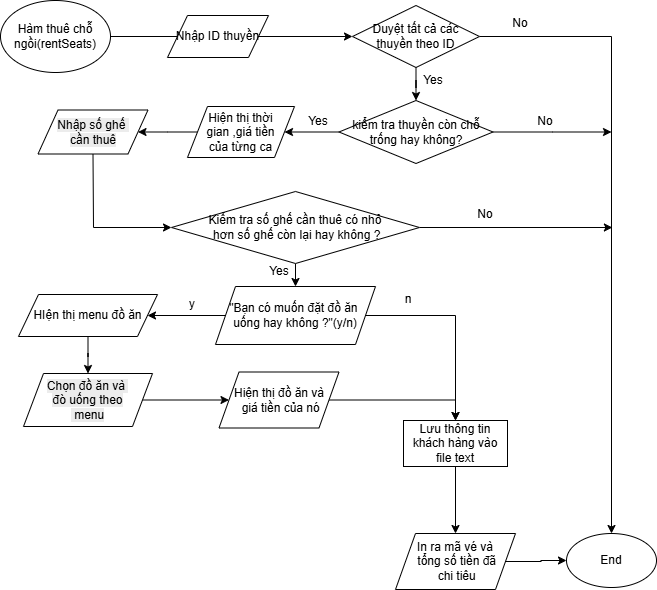 Hàm thuê chỗ
ngồi(rentSeats)
Nhập ID thuyền
Duyệt tất cả các
thuyền theo ID
No
Yes
kiểm tra thuyền còn chỗ
trống hay không?
No
Yes
Hiện thị thời
gian ,giá tiền
của từng ca
Nhập số ghế
cần thuê
Kiểm tra số ghế cần thuê có nhỏ
hơn số ghế còn lại hay không ?
No
Yes
"Bạn có muốn đặt đồ ăn
uống hay không ?"(y/n)
y
n
HIện thị menu đồ ăn
Chọn đồ ăn và
đò uống theo
menu
Hiện thị đồ ăn và
giá tiền của nó
Lưu thông tin
khách hàng vào
file text
In ra mã vé và
tổng số tiền đã
chi tiêu
End